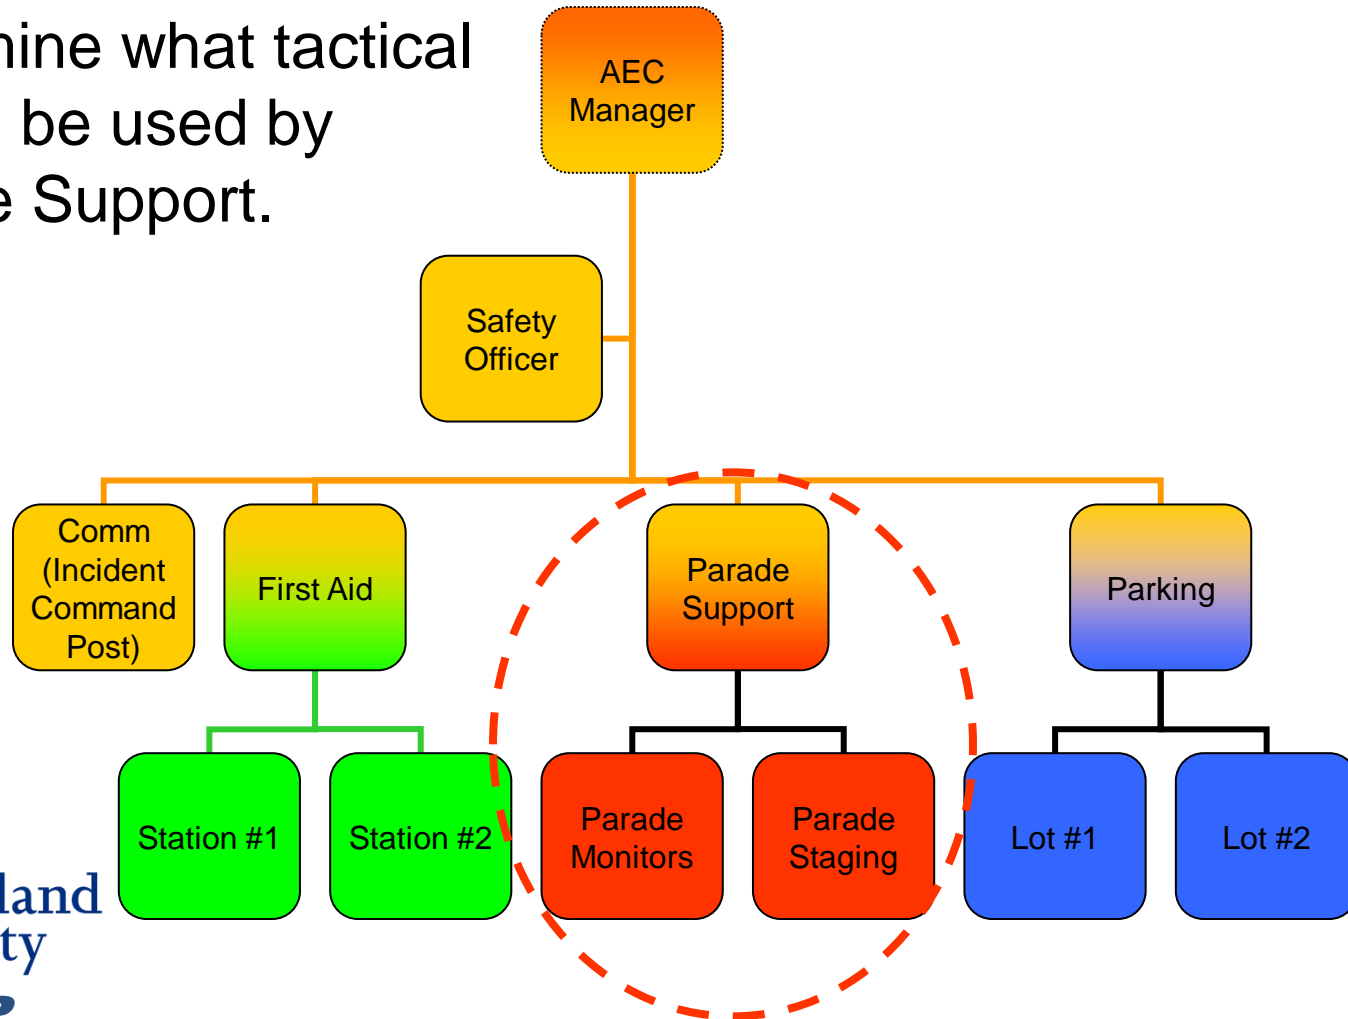 mine what tactical
be used by
e Support.
AEC
Manager
Safety
Officer
Comm
(Incident
Command
Post)
First Aid
Parade
Support
Parking
Station #1
Station #2
Parade
Monitors
Parade
Staging
Lot #1
Lot #2
land
ty